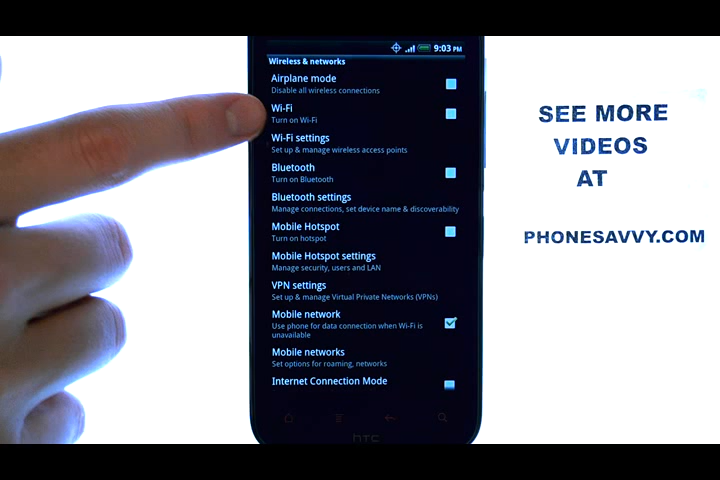 9:03 PM
Wireless & networks
Airplane mode
Disable all wireless connections
Wi-Fi
Turn on Wi-Fi
Wi-Fi settings
Set up & manage wireless access points
Bluetooth
Turn on Bluetooth
Bluetooth settings
Manage connections, set device name & discoverability
Mobile Hotspot
Turn on hotspot
Mobile Hotspot settings
Manage security, users and LAN
VPN settings
Set up & manage Virtual Private Networks (VPNs)
Mobile network
Use phone for data connection when Wi-Fi is
unavailable
Mobile networks
Set options for roaming, networks
Internet Connection Mode
hTC
SEE MORE
VIDEOS
AT
PHONESAVVY.COM